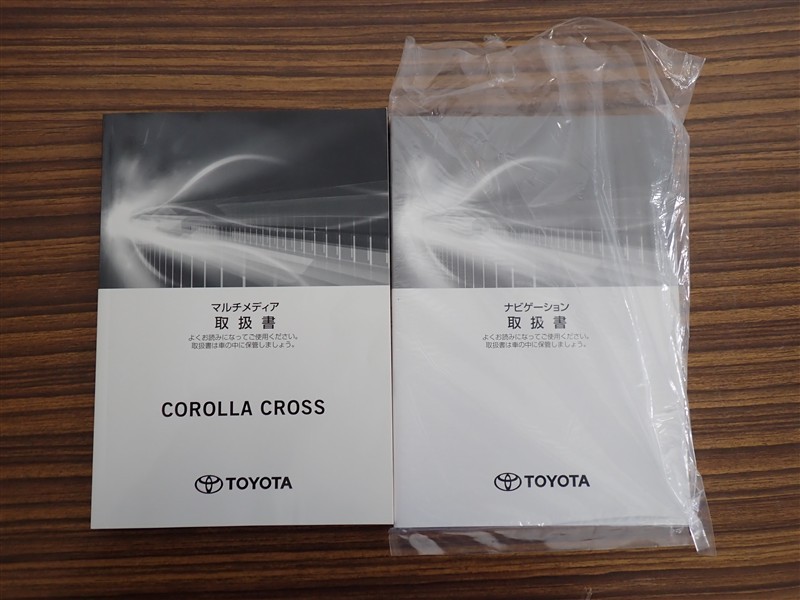 マルチメディア
取扱書
よくお読みになってご使用ください。
取扱書は車の中に保管しましょう。
COROLLA CROSS
TOYOTA
ナビゲーション
取扱書
よくお読みになってご使用ください。
取扱書は車の中に保管しましょう。
TOYOTA